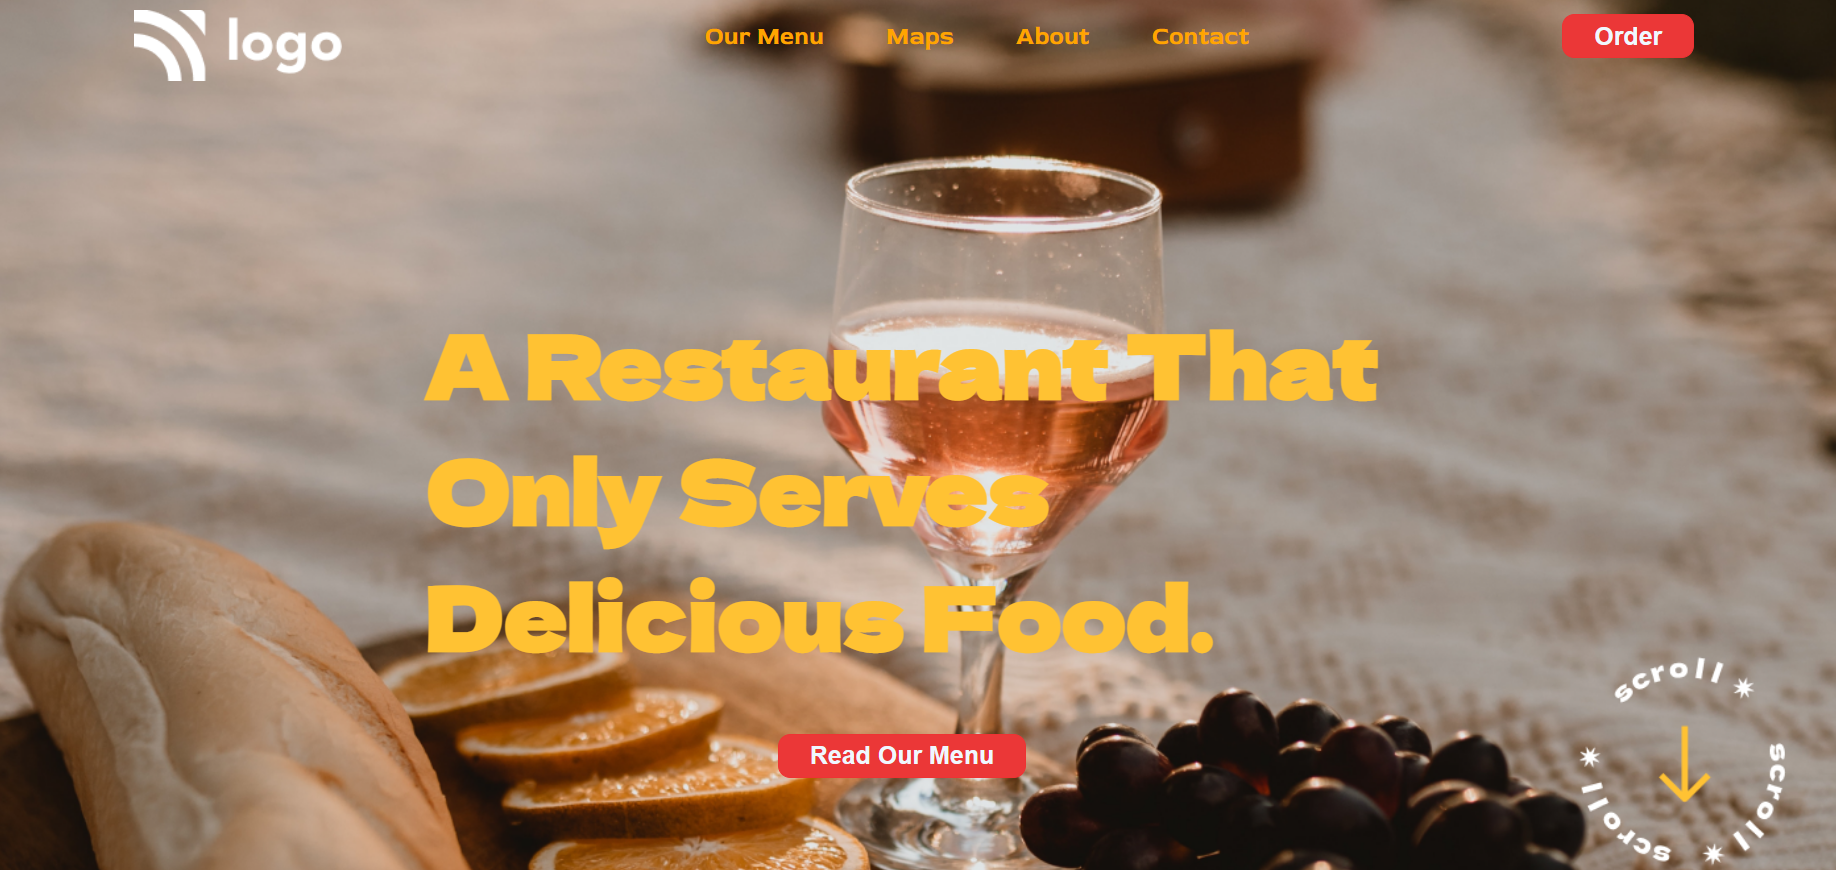 logo
Our Menu Maps About Contact
Order
A Restaurant That
Only Serves
Delicious Food.
Read Our Menu
scroll
scroll
scroll